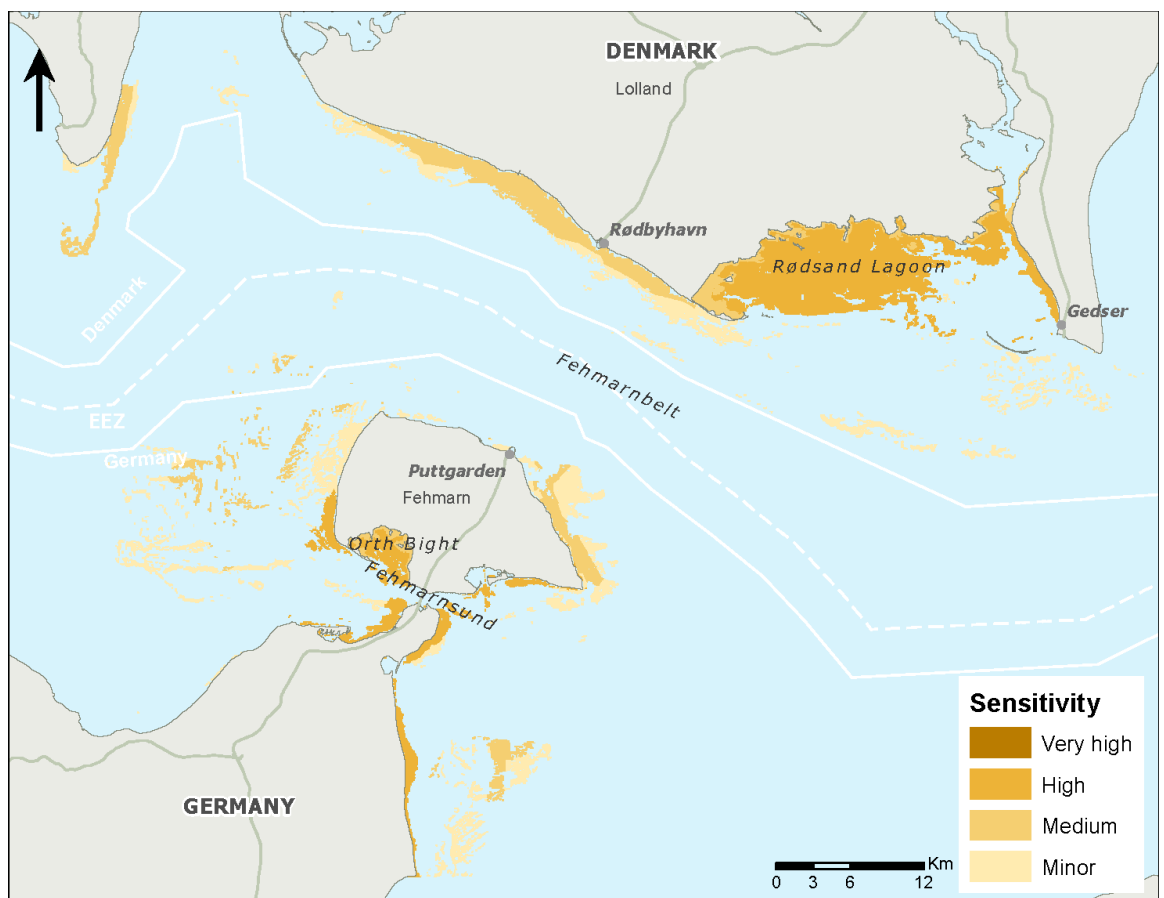 DENMARK
Lolland
Rødbyhavn
Rødsand Lagoon
Denmark
Gedser
Fehmarnbelt
EEZ
Germany
Puttgarden
Fehmarn
Orth Bight
Fehmarnsund
GERMANY
Sensitivity
Very high
High
Medium
Minor
Km
0 3 6 12